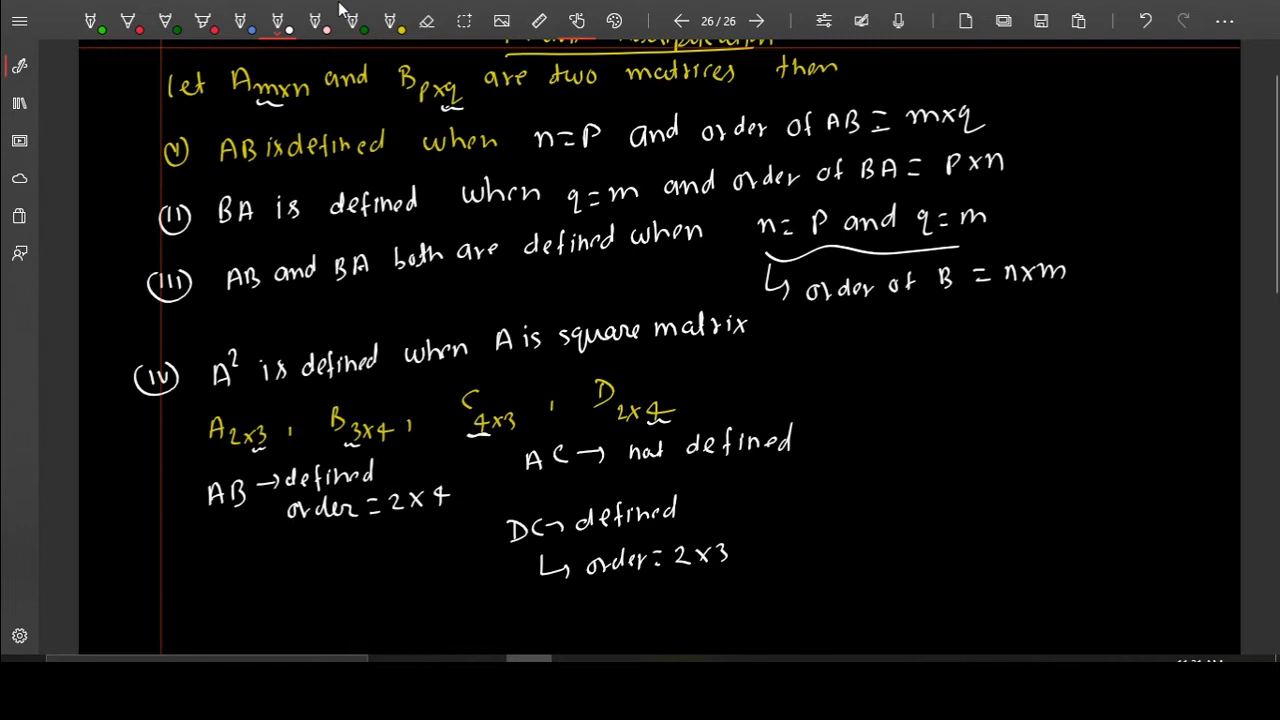 26/26
let Amxn and Bpxq are two matrices then
(i) AB is defined when n=P and order of AB = mxq
(ii) BA is defined when q=m and order of BA = Pxn
(iii) AB and BA both are defined when n=P and q=m
↳ order of B = nxm
(iv) A² is defined when A is square matrix
A2x3 , B3x4 , C4x3 , D2x4
AC → not defined
AB → defined
order = 2x4
DC → defined
↳ order = 2x3